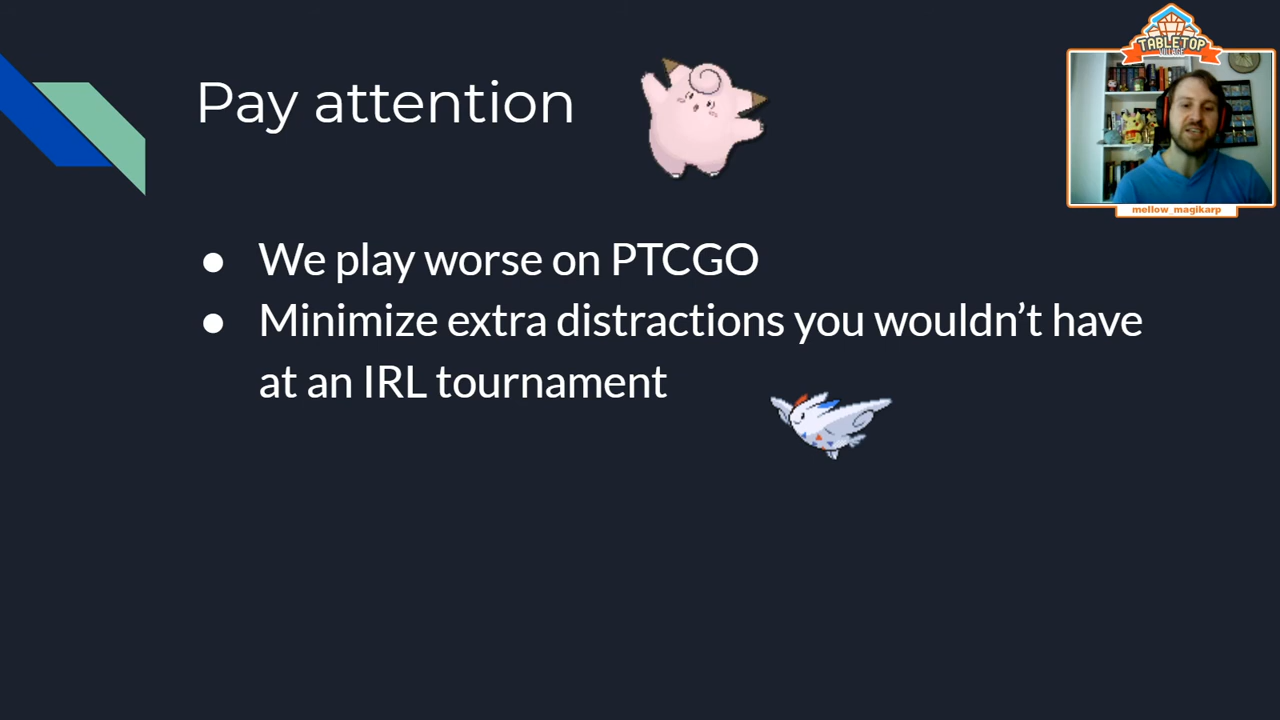 Pay attention
TABLETOP
VILLAGE
mellow_magikarp
● We play worse on PTCGO
● Minimize extra distractions you wouldn't have
at an IRL tournament